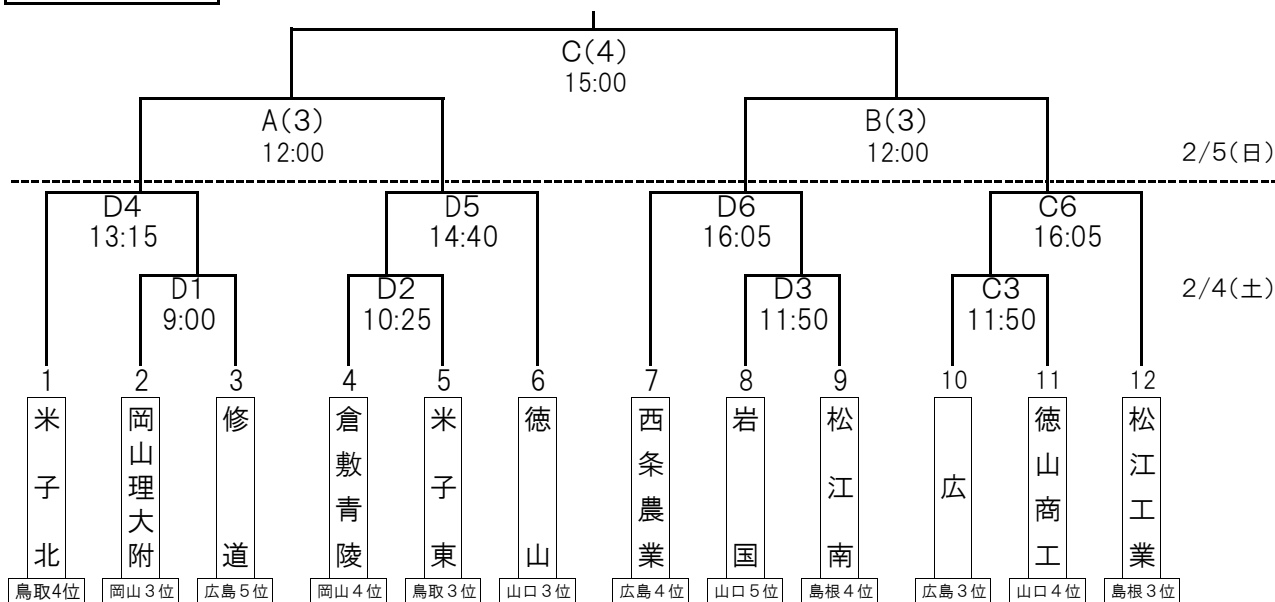 C(4)
15:00
A(3)
12:00
B(3)
12:00
2/5(日)
D4
13:15
D5
14:40
D6
16:05
C6
16:05
D1
9:00
D2
10:25
D3
11:50
C3
11:50
2/4(土)
1 2 3 4 5 6 7 8 9 10 11 12
米子北
岡山理大附
修道
倉敷青陵
米子東
徳山
西条農業
岩国
松江南
広
徳山商工
松江工業
鳥取4位 岡山3位 広島5位 岡山4位 鳥取3位 山口3位 広島4位 山口5位 島根4位 広島3位 山口4位 島根3位